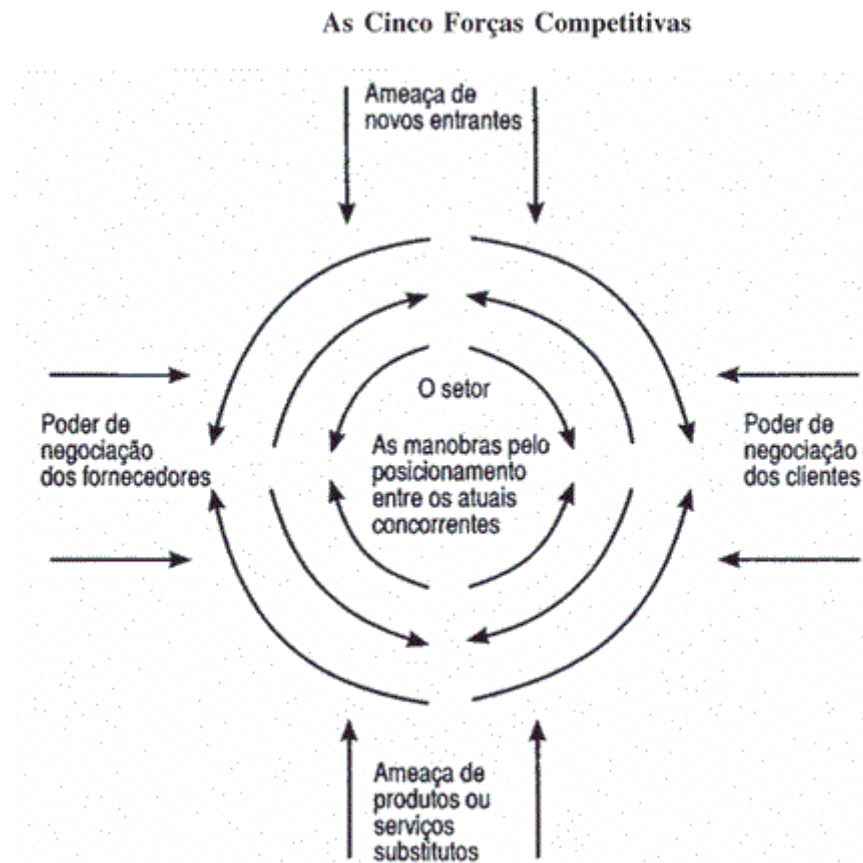 As Cinco Forças Competitivas
Ameaça de
novos entrantes
O setor
Poder de
negociação
dos fornecedores
As manobras pelo
posicionamento
entre os atuais
concorrentes
Poder de
negociação
dos clientes
Ameaça de
produtos ou
serviços
substitutos